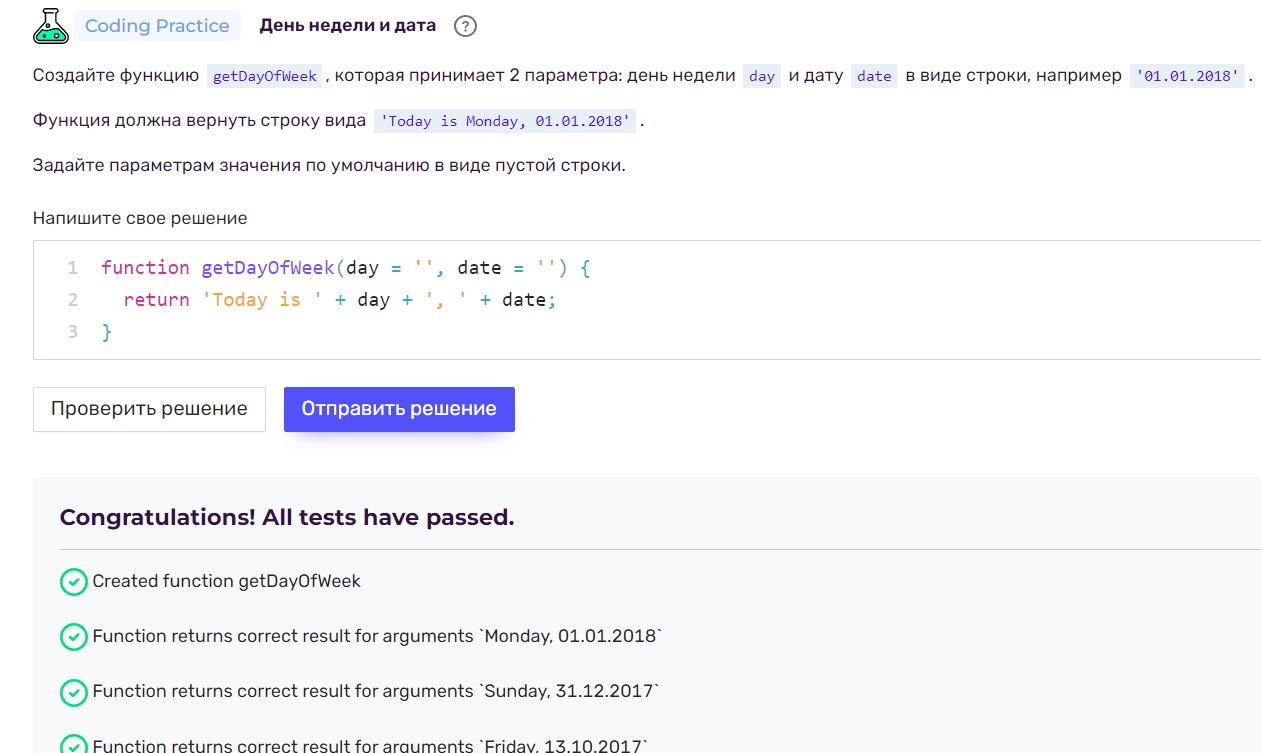 Coding Practice День недели и дата ?
Создайте функцию getDayOfWeek , которая принимает 2 параметра: день недели day и дату date в виде строки, например '01.01.2018' .
Функция должна вернуть строку вида 'Today is Monday, 01.01.2018' .
Задайте параметрам значения по умолчанию в виде пустой строки.
Напишите свое решение
1 function getDayOfWeek(day = '', date = '') {
2 return 'Today is ' + day + ', ' + date;
3 }
Проверить решение Отправить решение
Congratulations! All tests have passed.
Created function getDayOfWeek
Function returns correct result for arguments `Monday, 01.01.2018`
Function returns correct result for arguments `Sunday, 31.12.2017`
Function returns correct result for arguments `Friday, 13.10.2017`